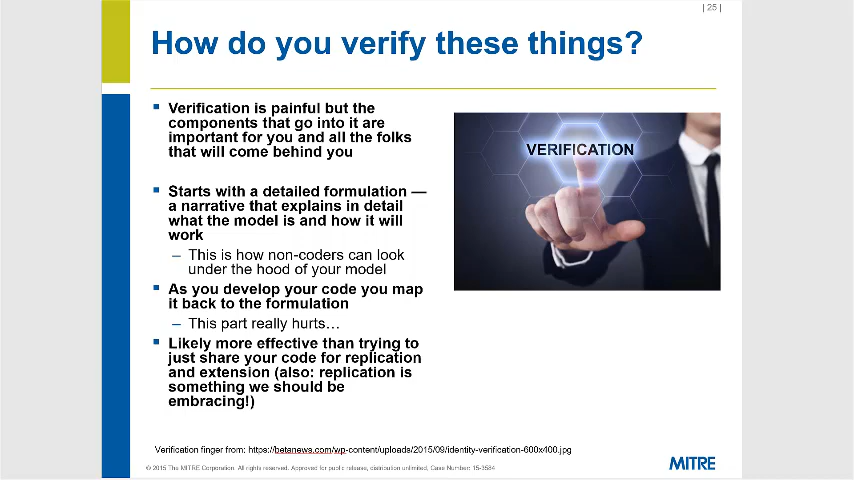 | 25 |
How do you verify these things?
▪ Verification is painful but the
components that go into it are
important for you and all the folks
that will come behind you
▪ Starts with a detailed formulation —
a narrative that explains in detail
what the model is and how it will
work
– This is how non-coders can look
under the hood of your model
▪ As you develop your code you map
it back to the formulation
– This part really hurts…
▪ Likely more effective than trying to
just share your code for replication
and extension (also: replication is
something we should be
embracing!)
VERIFICATION
Verification finger from: https://betanews.com/wp-content/uploads/2015/09/identity-verification-600x400.jpg
© 2015 The MITRE Corporation. All rights reserved. Approved for public release, distribution unlimited, Case Number: 15-3584
MITRE